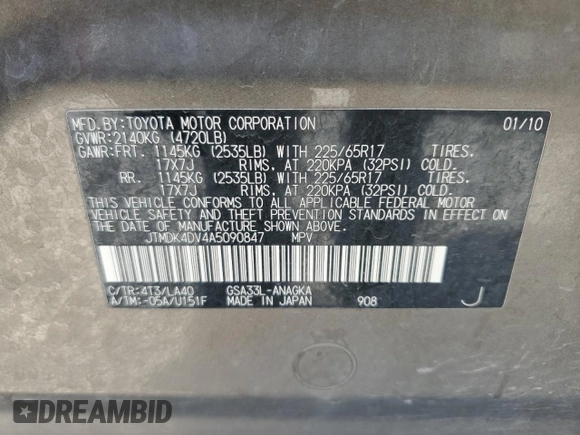 MFD.BY:TOYOTA MOTOR CORPORATION 01/10
GVWR:2140KG (4720LB)
GAWR:FRT. 1145KG (2535LB) WITH 225/65R17 TIRES.
17X7J RIMS. AT 220KPA (32PSI) COLD.
RR. 1145KG (2535LB) WITH 225/65R17 TIRES.
17X7J RIMS. AT 220KPA (32PSI) COLD.
THIS VEHICLE CONFORMS TO ALL APPLICABLE FEDERAL MOTOR
VEHICLE SAFETY AND THEFT PREVENTION STANDARDS IN EFFECT ON
THE DATE OF MANUFACTURE SHOWN ABOVE.
JTMDK4DV4A5090847 MPV
C/TR:4T3/LA40 GSA33L-ANAGKA
A/TM:-05A/U151F MADE IN JAPAN 908 J
DREAMBID